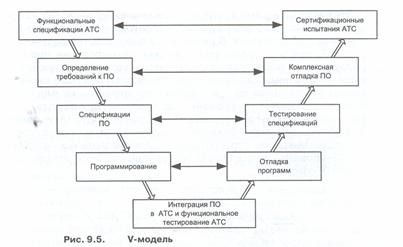 Функциональные
спецификации АТС
Сертификационные
испытания АТС
Определение
требований к ПО
Комплексная
отладка ПО
Спецификации
ПО
Тестирование
спецификаций
Программирование
Отладка
программ
Интеграция ПО
в АТС и функциональное
тестирование АТС
Рис. 9.5. V-модель